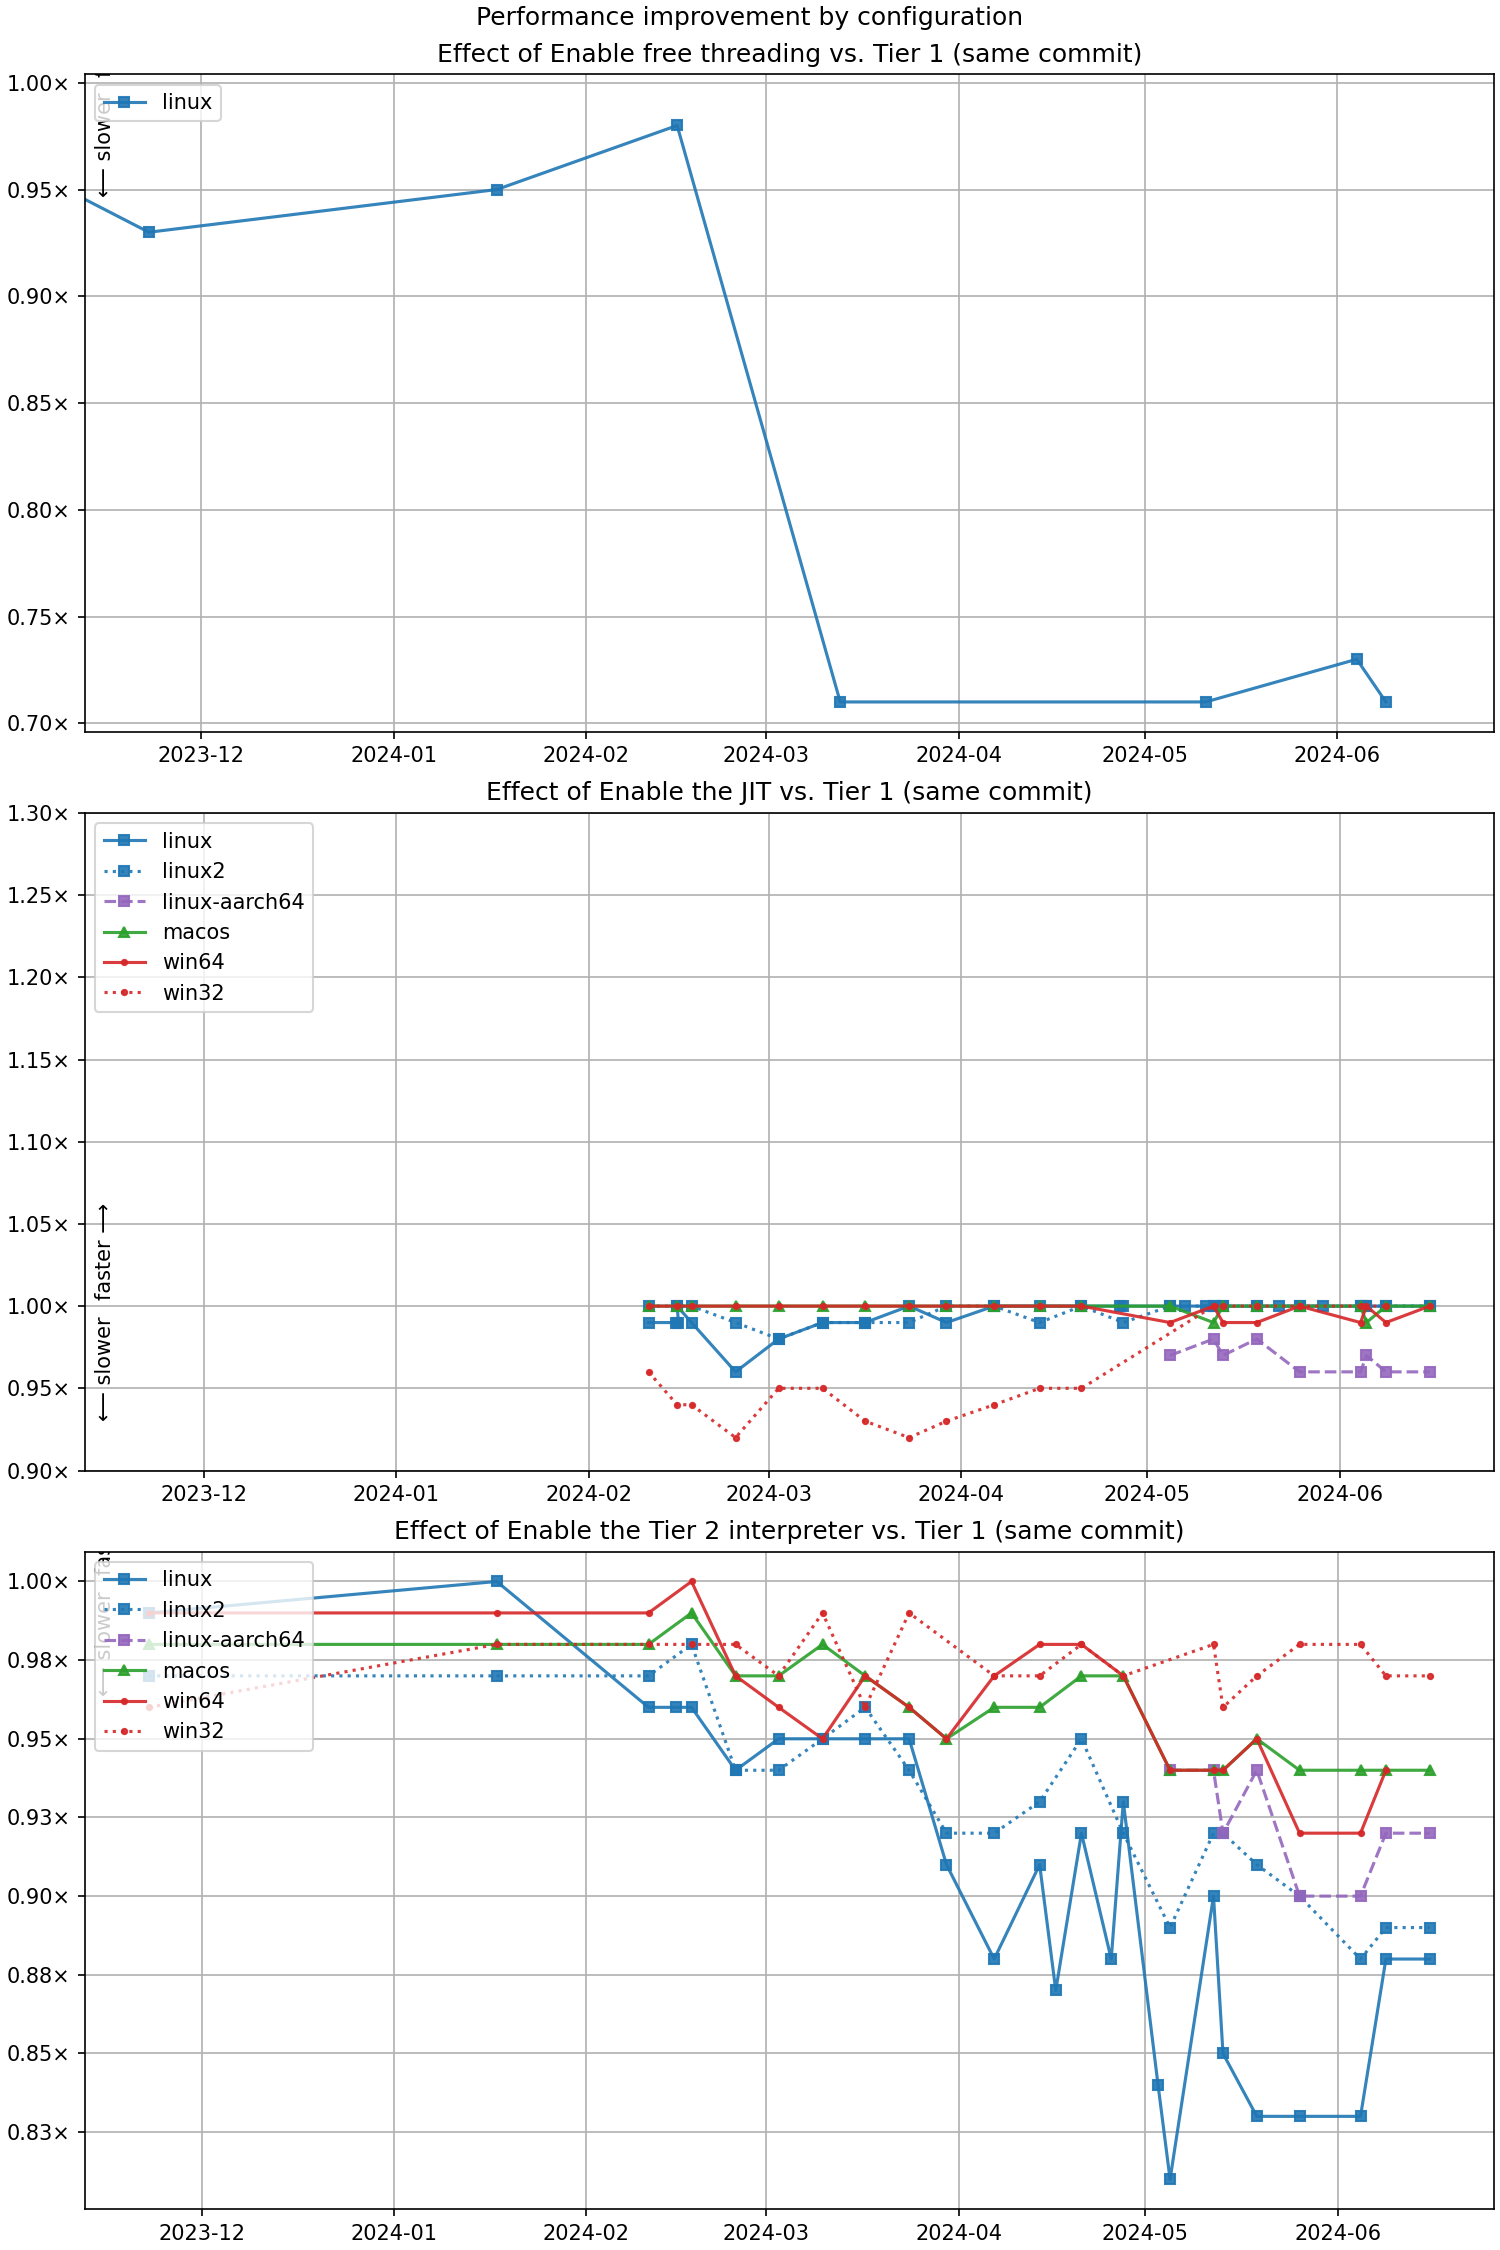 Performance improvement by configuration
Effect of Enable free threading vs. Tier 1 (same commit)
1.00×
0.95×
0.90×
0.85×
0.80×
0.75×
0.70×
⟵ slower
linux
2023-12 2024-01 2024-02 2024-03 2024-04 2024-05 2024-06
Effect of Enable the JIT vs. Tier 1 (same commit)
1.30×
1.25×
1.20×
1.15×
1.10×
1.05×
1.00×
0.95×
0.90×
linux
linux2
linux-aarch64
macos
win64
win32
⟵ slower faster ⟶
2023-12 2024-01 2024-02 2024-03 2024-04 2024-05 2024-06
Effect of Enable the Tier 2 interpreter vs. Tier 1 (same commit)
1.00×
0.98×
0.95×
0.93×
0.90×
0.88×
0.85×
0.83×
⟵ slower fas
linux
linux2
linux-aarch64
macos
win64
win32
2023-12 2024-01 2024-02 2024-03 2024-04 2024-05 2024-06